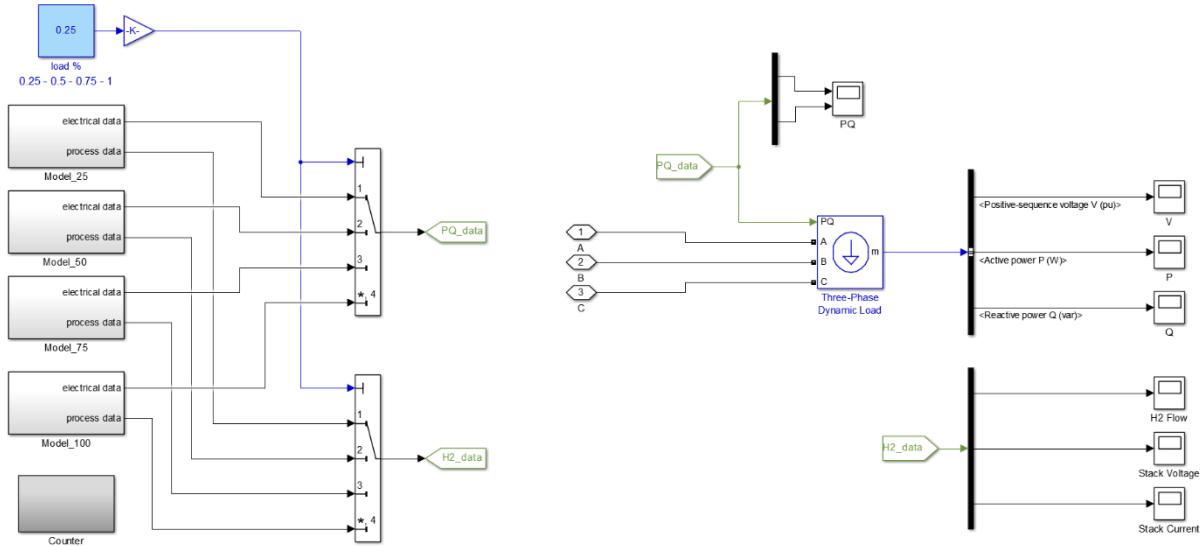 0.25
-K-
load %
0.25 - 0.5 - 0.75 - 1
electrical data
process data
Model_25
electrical data
process data
Model_50
electrical data
process data
Model_75
electrical data
process data
Model_100
Counter
1
2
3
*, 4
PQ_data
1
2
3
*, 4
H2_data
PQ
PQ_data
1
A
2
B
3
C
PQ
A
B
C
m
Three-Phase
Dynamic Load
<Positive-sequence voltage V (pu)>
V
<Active power P (W)>
P
<Reactive power Q (var)>
Q
H2_data
H2 Flow
Stack Voltage
Stack Current